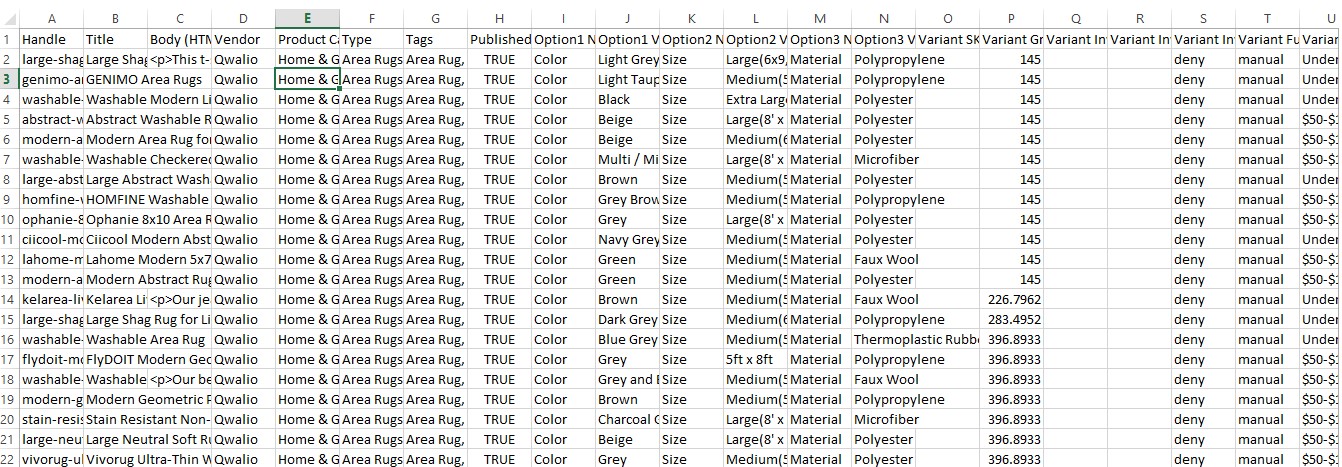 A B C D E F G H I J K L M N O P Q R S T U
1 Handle Title Body (HTM Vendor Product Ca Type Tags Published Option1 N Option1 V Option2 N Option2 V Option3 N Option3 V Variant SK Variant Gr Variant In Variant In Variant In Variant Fu Varian
2 large-shag Large Shag <p>This t- Qwalio Home & G Area Rugs Area Rug, TRUE Color Light Grey Size Large(6x9, Material Polypropylene 145 deny manual Under
3 genimo-ar GENIMO Area Rugs Qwalio Home & G Area Rugs Area Rug, TRUE Color Light Taup Size Medium(5 Material Polypropylene 145 deny manual Under
4 washable- Washable Modern Li Qwalio Home & G Area Rugs Area Rug, TRUE Color Black Size Extra Large Material Polyester 145 deny manual Under
5 abstract-w Abstract Washable R Qwalio Home & G Area Rugs Area Rug, TRUE Color Beige Size Large(8' x Material Polyester 145 deny manual $50-$1
6 modern-a Modern Area Rug for Qwalio Home & G Area Rugs Area Rug, TRUE Color Beige Size Medium(6 Material Polyester 145 deny manual $50-$1
7 washable- Washable Checkered Qwalio Home & G Area Rugs Area Rug, TRUE Color Multi / Mi Size Large(8' x Material Microfiber 145 deny manual $50-$1
8 large-abst Large Abstract Wash Qwalio Home & G Area Rugs Area Rug, TRUE Color Brown Size Medium(5 Material Polyester 145 deny manual Under
9 homfine-w HOMFINE Washable Qwalio Home & G Area Rugs Area Rug, TRUE Color Grey Brow Size Medium(5 Material Polypropylene 145 deny manual $50-$1
10 ophanie-8 Ophanie 8x10 Area R Qwalio Home & G Area Rugs Area Rug, TRUE Color Grey Size Large(8' x Material Polyester 145 deny manual $50-$1
11 ciicool-mo Ciicool Modern Abst Qwalio Home & G Area Rugs Area Rug, TRUE Color Navy Grey Size Medium(5 Material Polyester 145 deny manual Under
12 lahome-m Lahome Modern 5x7 Qwalio Home & G Area Rugs Area Rug, TRUE Color Green Size Medium(5 Material Faux Wool 145 deny manual $50-$1
13 modern-a Modern Abstract Rug Qwalio Home & G Area Rugs Area Rug, TRUE Color Green Size Medium(5 Material Polyester 145 deny manual $50-$1
14 kelarea-li Kelarea Li <p>Our je Qwalio Home & G Area Rugs Area Rug, TRUE Color Brown Size Medium(5 Material Faux Wool 226.7962 deny manual Under
15 large-shag Large Shag Rug for Li Qwalio Home & G Area Rugs Area Rug, TRUE Color Dark Grey Size Medium(6 Material Polypropylene 283.4952 deny manual Under
16 washable- Washable Area Rug Qwalio Home & G Area Rugs Area Rug, TRUE Color Blue Grey Size Medium(5 Material Thermoplastic Rubbe 396.8933 deny manual Under
17 flydoit-mo FlyDOIT Modern Geo Qwalio Home & G Area Rugs Area Rug, TRUE Color Grey Size 5ft x 8ft Material Polypropylene 396.8933 deny manual $50-$1
18 washable- Washable <p>Our be Qwalio Home & G Area Rugs Area Rug, TRUE Color Grey and Size Medium(5 Material Faux Wool 396.8933 deny manual $50-$1
19 modern-g Modern Geometric R Qwalio Home & G Area Rugs Area Rug, TRUE Color Brown Size Medium(5 Material Polypropylene 396.8933 deny manual $50-$1
20 stain-resis Stain Resistant Non- Qwalio Home & G Area Rugs Area Rug, TRUE Color Charcoal G Size Large(8' x Material Microfiber 396.8933 deny manual $50-$1
21 large-neu Large Neutral Soft Ru Qwalio Home & G Area Rugs Area Rug, TRUE Color Beige Size Large(8' x Material Polyester 396.8933 deny manual $50-$1
22 vivorug-ul Vivorug Ultra-Thin W Qwalio Home & G Area Rugs Area Rug, TRUE Color Grey Size Medium(5 Material Polyester 396.8933 deny manual $50-$1